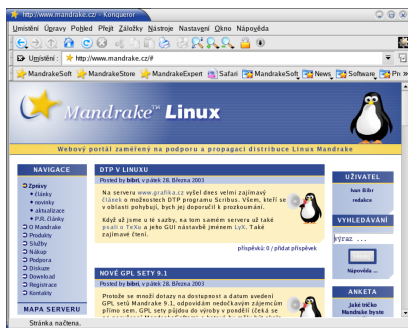 http://www.mandrake.cz/ - Konqueror
Umístění Úpravy Pohled Přejít Záložky Nástroje Nastavení Okno Nápověda
Umístění : http://www.mandrake.cz/#
MandrakeSoft MandrakeStore MandrakeExpert Safari MandrakeSoft News Software
Mandrake™ Linux
Webový portál zaměřený na podporu a propagaci distribuce Linux Mandrake
NAVIGACE
Zprávy
články
novinky
aktualizace
P.R. články
O Mandrake
Produkty
Služby
Nákup
Podpora
Diskuze
Download
Registrace
Kontakty
MAPA SERVERU
DTP V LINUXU
Posted by bibri, v pátek 28. Března 2003
Na serveru www.grafika.cz vyšel dnes velmi zajímavý
článek o možnostech DTP programu Scribus. Všem, kteří se
v oblasti pohybují, bych jej doporučil k prozkoumání.
Když už jsme u té sazby, na tom samém serveru už také
psali o TeXu a jeho GUI nástavbě jménem LyX. Také
zajímavé čtení.
příspěvků: 0 / přidat příspěvek
NOVÉ GPL SETY 9.1
Posted by bibri, v pátek 28. Března 2003
Protože se množí dotazy na dostupnost a datum uvedení
GPL setů Mandrake 9.1, odpovídám nedočkavým zájemcům
přímo sem. GPL sety půjdou do výroby v pondělí (čeká se
UŽIVATEL
Ivan Bíbr
redakce
VYHLEDÁVÁNÍ
výraz ...
Nápověda ...
ANKETA
Jaké tričko
Mandrake byste
Stránka načtena.